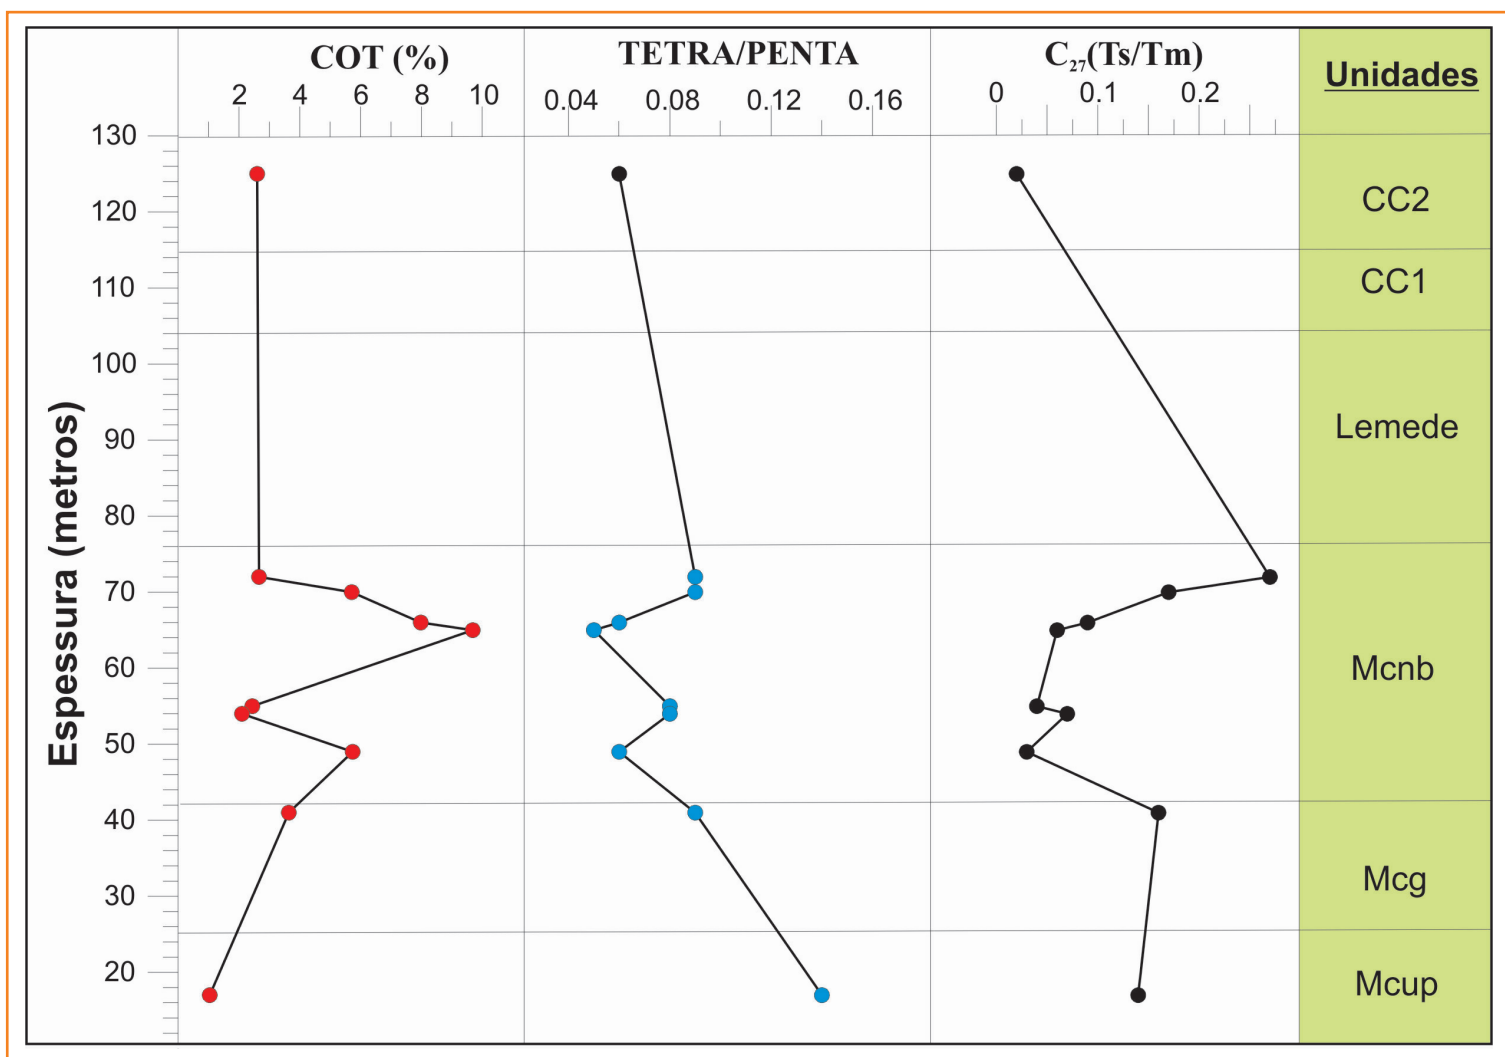 COT (%)
TETRA/PENTA
C27(Ts/Tm)
Unidades
2 4 6 8 10
0.04 0.08 0.12 0.16
0 0.1 0.2
Espessura (metros)
130
120
110
100
90
80
70
60
50
40
30
20
CC2
CC1
Lemede
Mcnb
Mcg
Mcup